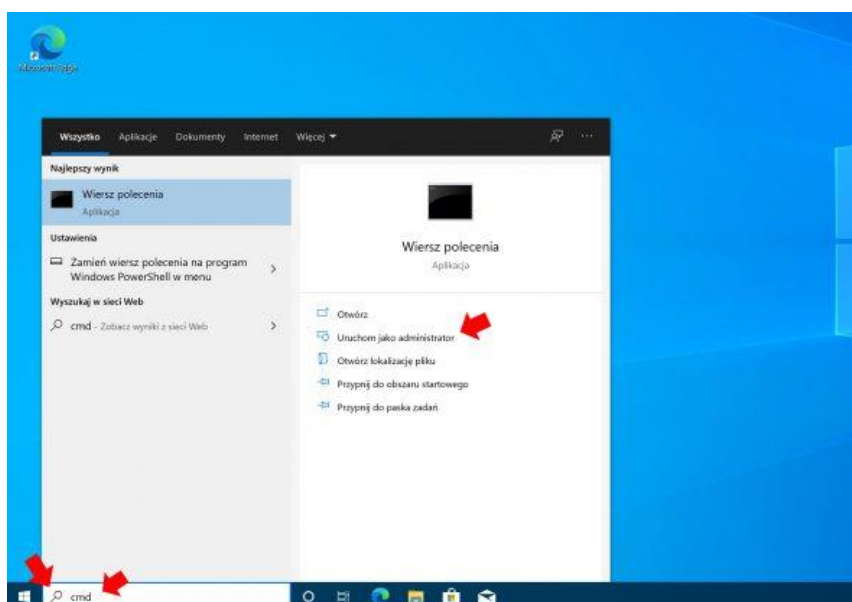 Microsoft Edge
Wszystko Aplikacje Dokumenty Internet Więcej
Najlepszy wynik
Wiersz polecenia
Aplikacja
Ustawienia
Zamień wiersz polecenia na program
Windows PowerShell w menu
Wyszukaj w sieci Web
cmd - Zobacz wyniki z sieci Web
Wiersz polecenia
Aplikacja
Otwórz
Uruchom jako administrator
Otwórz lokalizację pliku
Przypnij do obszaru startowego
Przypnij do paska zadań
cmd